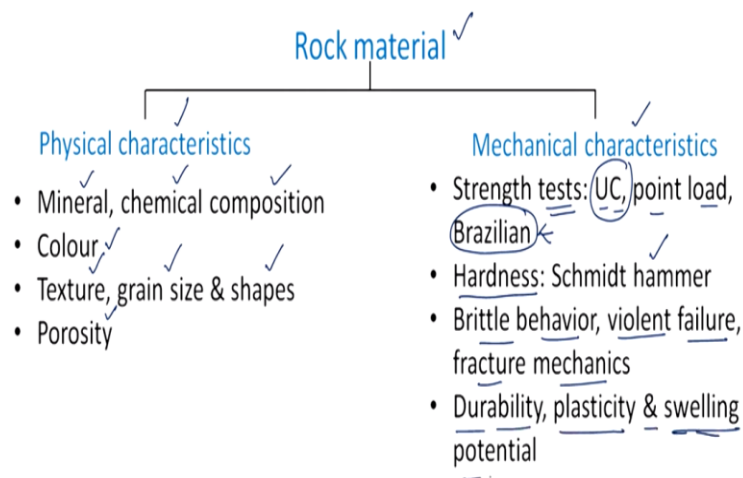 Rock material
Physical characteristics
• Mineral, chemical composition
• Colour
• Texture, grain size & shapes
• Porosity
Mechanical characteristics
• Strength tests: UC, point load,
Brazilian
• Hardness: Schmidt hammer
• Brittle behavior, violent failure,
fracture mechanics
• Durability, plasticity & swelling
potential